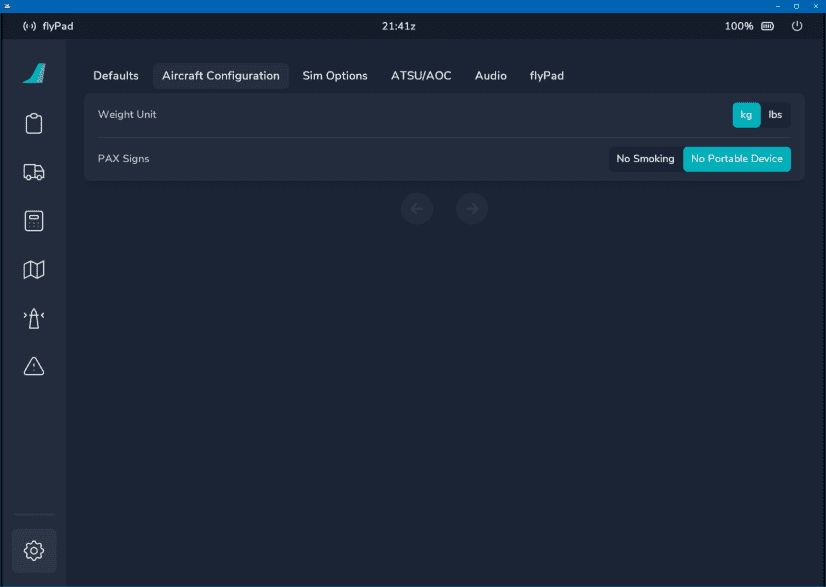 flyPad 21:41z 100%
Defaults Aircraft Configuration Sim Options ATSU/AOC Audio flyPad
Weight Unit kg lbs
PAX Signs No Smoking No Portable Device